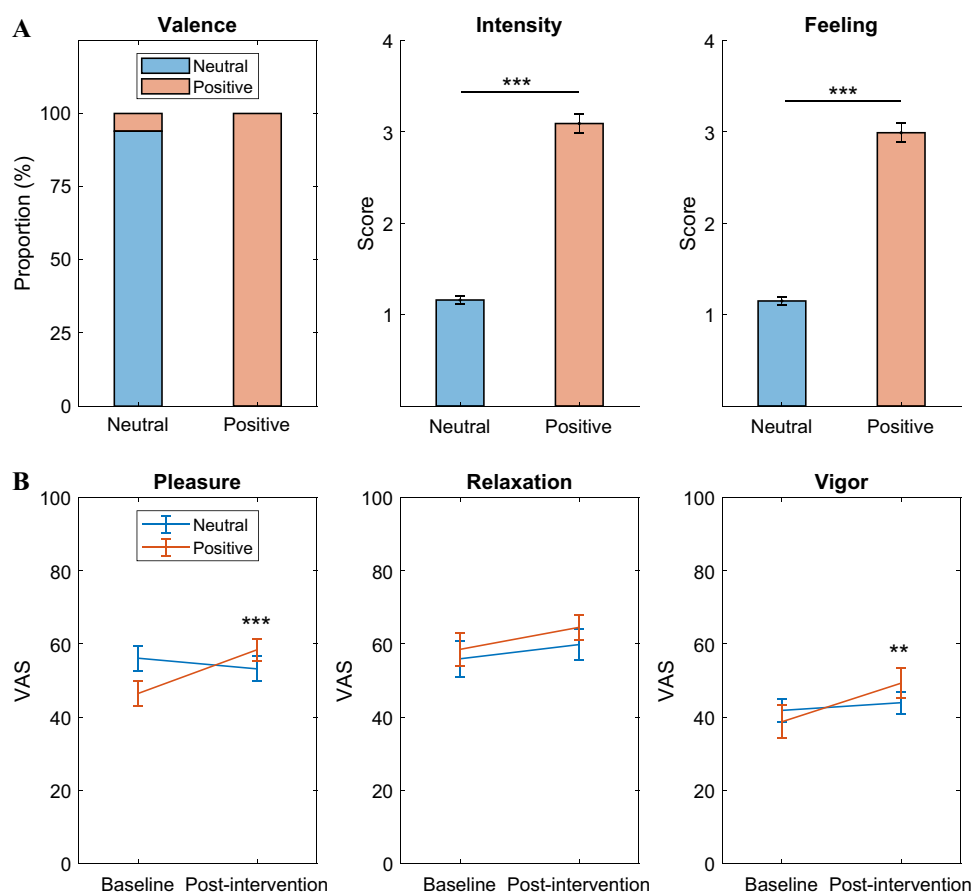 A
Valence
Neutral
Positive
Proportion (%)
100
75
50
25
0
Neutral Positive
Intensity
***
Score
4
3
2
1
Neutral Positive
Feeling
***
Score
4
3
2
1
Neutral Positive
B
Pleasure
Neutral
Positive
***
VAS
100
80
60
40
20
0
Baseline Post-intervention
Relaxation
VAS
100
80
60
40
20
0
Baseline Post-intervention
Vigor
**
VAS
100
80
60
40
20
0
Baseline Post-intervention